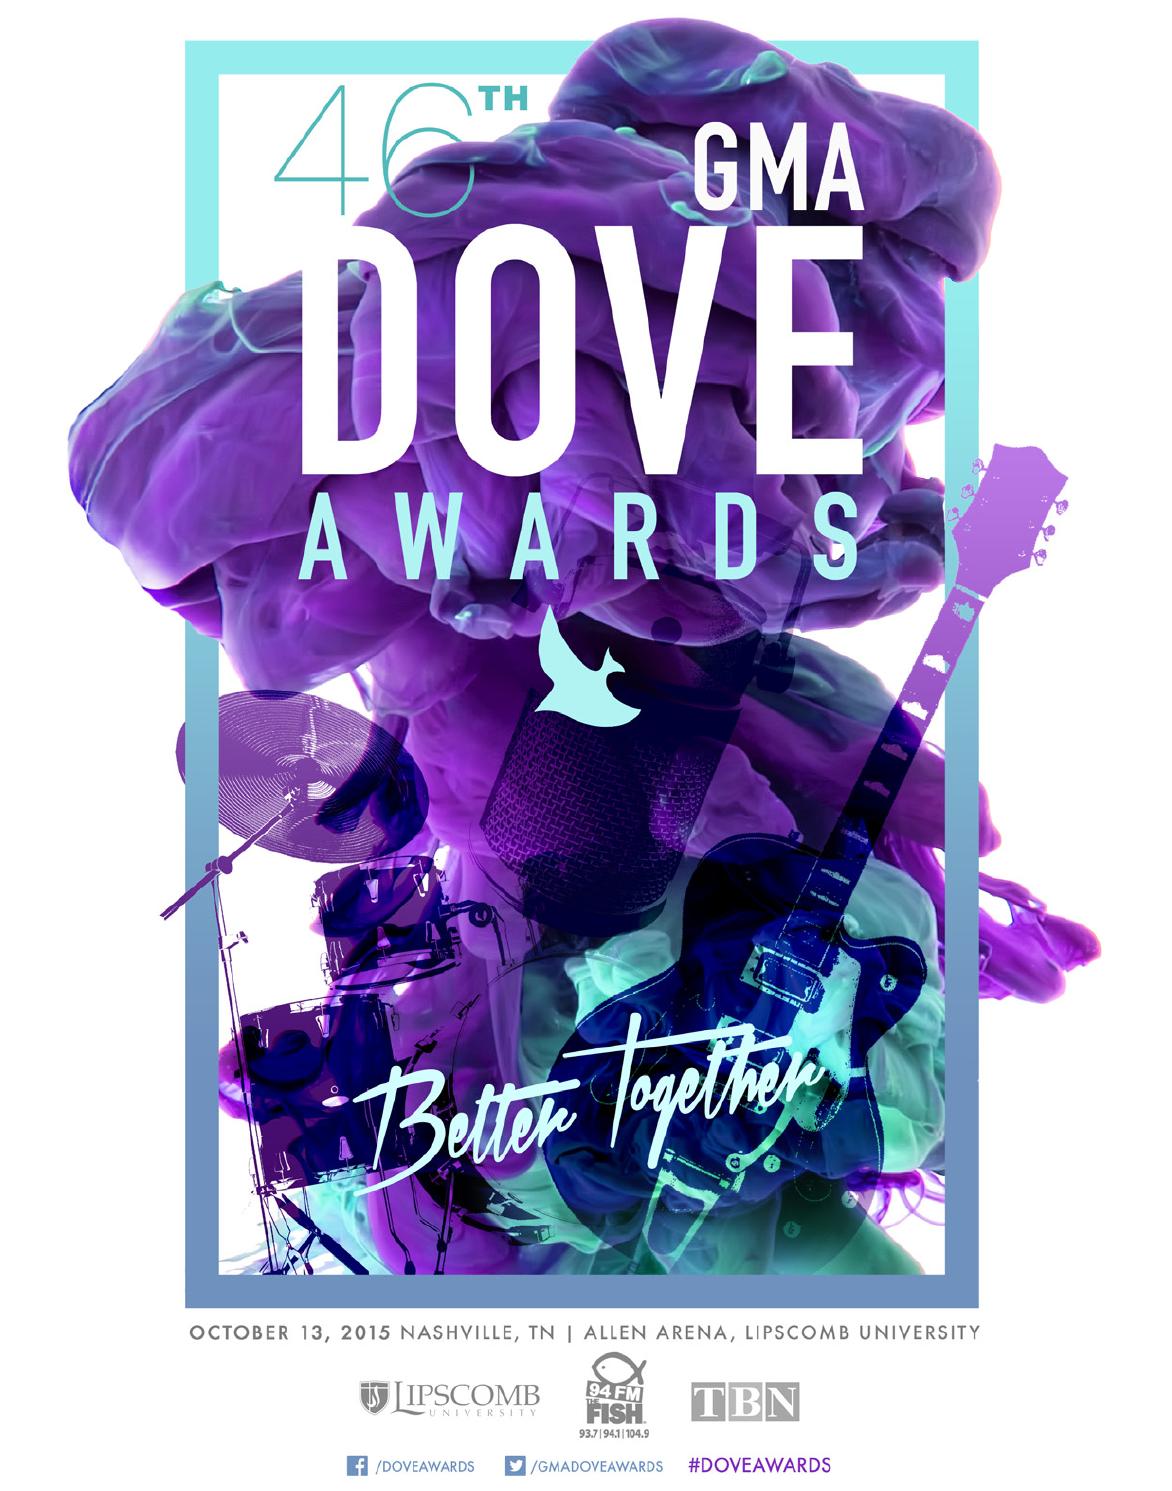 46TH
GMA
DOVE
AWARDS
Better Together
OCTOBER 13, 2015 NASHVILLE, TN | ALLEN ARENA, LIPSCOMB UNIVERSITY
LIPSCOMB
UNIVERSITY
94 FM
THE
FISH
93.7|94.1|104.9
TBN
/DOVEAWARDS
/GMADOVEAWARDS
#DOVEAWARDS